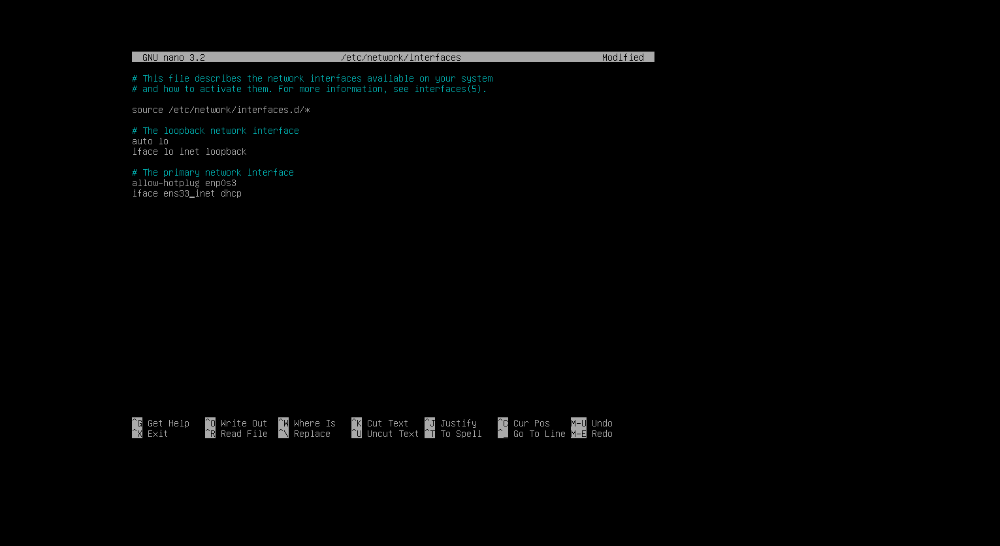 GNU nano 3.2 /etc/network/interfaces Modified
# This file describes the network interfaces available on your system
# and how to activate them. For more information, see interfaces(5).
source /etc/network/interfaces.d/*
# The loopback network interface
auto lo
iface lo inet loopback
# The primary network interface
allow-hotplug enp0s3
iface ens33 inet dhcp
^G Get Help ^O Write Out ^W Where Is ^K Cut Text ^J Justify ^C Cur Pos M-U Undo
^X Exit ^R Read File ^\ Replace ^U Uncut Text ^T To Spell ^_ Go To Line M-E Redo